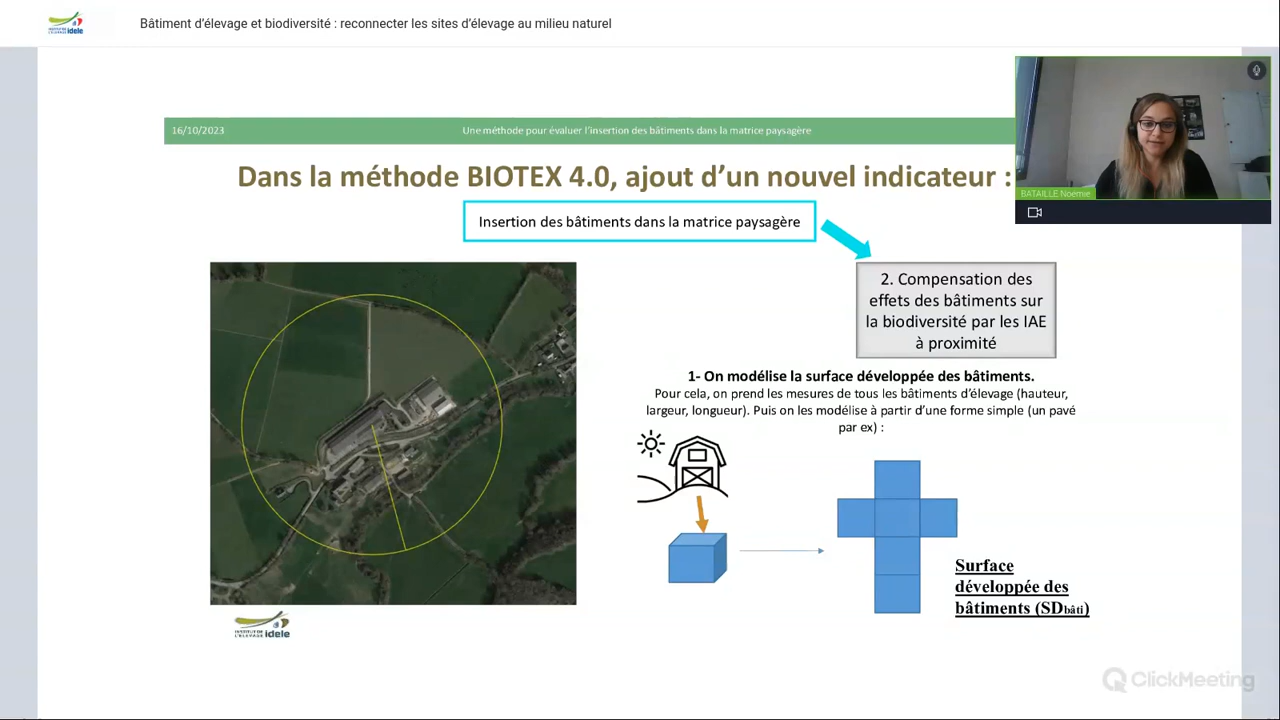 idele
Bâtiment d'élevage et biodiversité : reconnecter les sites d'élevage au milieu naturel
16/10/2023
Une méthode pour évaluer l'insertion des bâtiments dans la matrice paysagère
Dans la méthode BIOTEX 4.0, ajout d'un nouvel indicateur :
BATAILLE Noémie
Insertion des bâtiments dans la matrice paysagère
2. Compensation des
effets des bâtiments sur
la biodiversité par les IAE
à proximité
1- On modélise la surface développée des bâtiments.
Pour cela, on prend les mesures de tous les bâtiments d'élevage (hauteur,
largeur, longueur). Puis on les modélise à partir d'une forme simple (un pavé
par ex) :
Surface
développée des
bâtiments (SDbâti)
INSTITUT DE
L'ELEVAGE idele
ClickMeeting